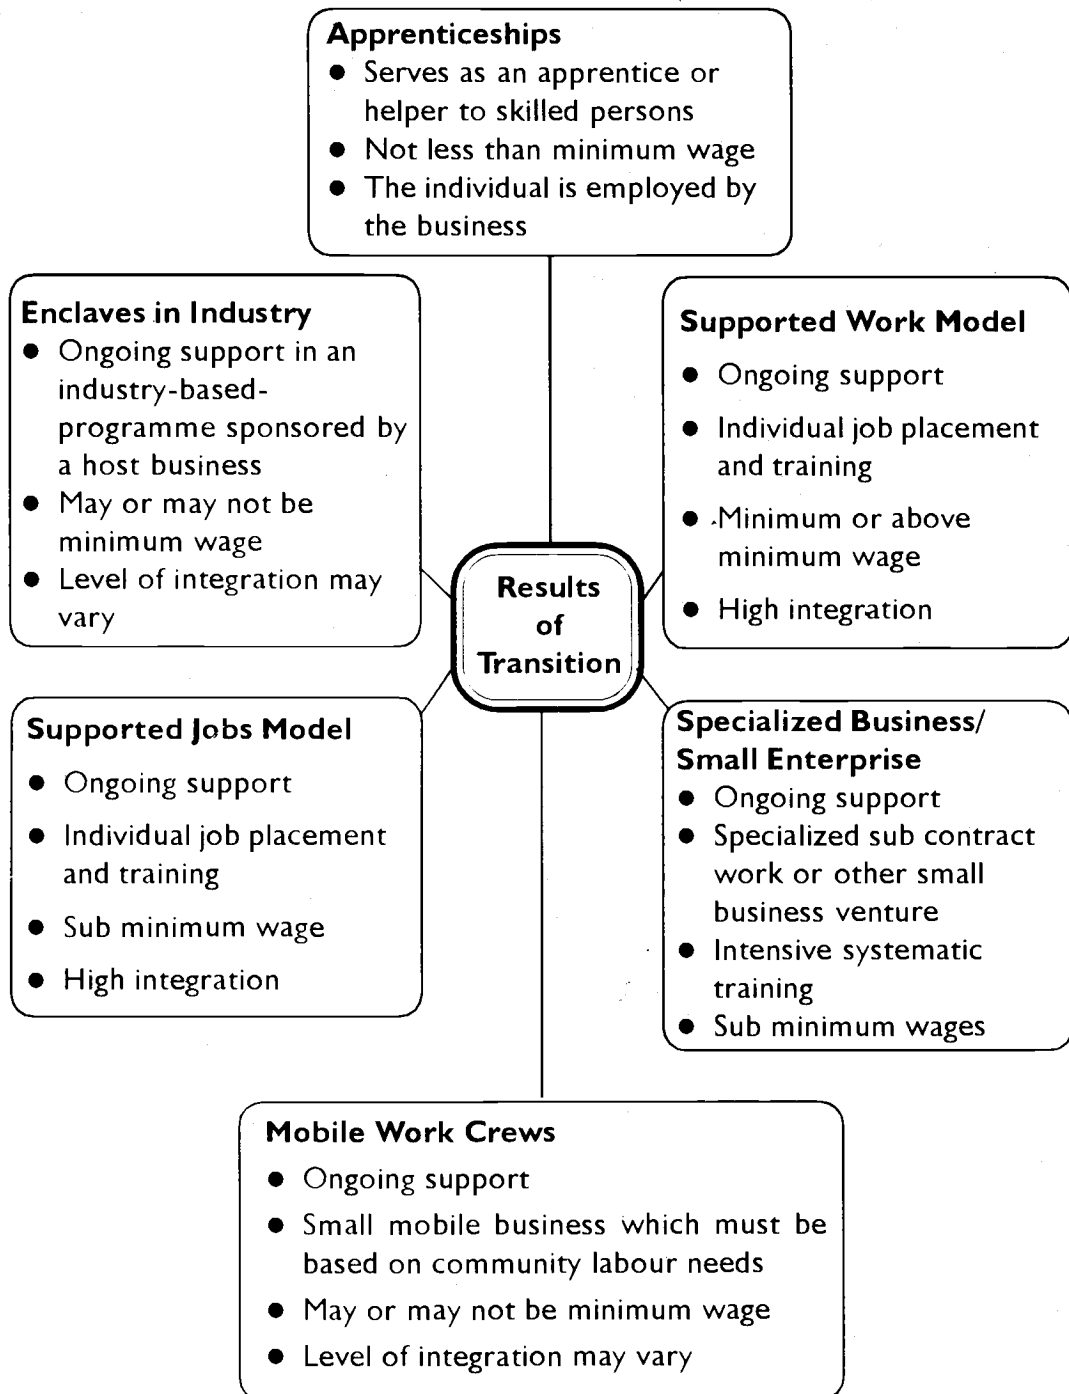 Apprenticeships
● Serves as an apprentice or
helper to skilled persons
● Not less than minimum wage
● The individual is employed by
the business
Enclaves in Industry
● Ongoing support in an
industry-based-
programme sponsored by
a host business
● May or may not be
minimum wage
● Level of integration may
vary
Supported Work Model
● Ongoing support
● Individual job placement
and training
● Minimum or above
minimum wage
● High integration
Results
of
Transition
Supported Jobs Model
● Ongoing support
● Individual job placement
and training
● Sub minimum wage
● High integration
Specialized Business/
Small Enterprise
● Ongoing support
● Specialized sub contract
work or other small
business venture
● Intensive systematic
training
● Sub minimum wages
Mobile Work Crews
● Ongoing support
● Small mobile business which must be
based on community labour needs
● May or may not be minimum wage
● Level of integration may vary